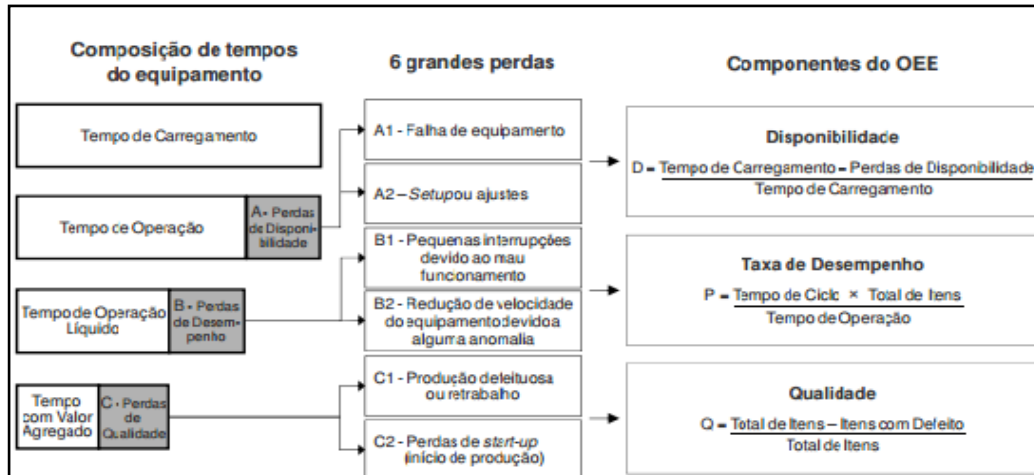 Composição de tempos
do equipamento
6 grandes perdas
Componentes do OEE
Tempo de Carregamento
Tempo de Operação
A - Perdas
de Disponi-
bilidade
Tempo de Operação
Líquido
B - Perdas
de Desem-
penho
Tempo
com Valor
Agregado
C - Perdas
de
Qualidade
A1 - Falha de equipamento
A2 – Setupou ajustes
B1 - Pequenas interrupções
devido ao mau
funcionamento
B2 - Redução de velocidade
do equipamento devidoa
alguma anomalia
C1 - Produção defeituosa
ou retrabalho
C2 - Perdas de start-up
(início de produção)
Disponibilidade
D = Tempo de Carregamento – Perdas de Disponibilidade
Tempo de Carregamento
Taxa de Desempenho
P = Tempo de Ciclo × Total de Itens
Tempo de Operação
Qualidade
Q = Total de Itens – Itens com Defeito
Total de Itens